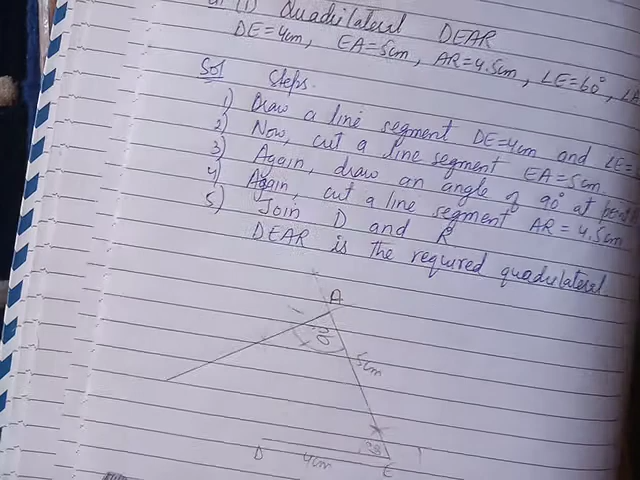 (i) Quadrilateral DEAR
DE=4cm, EA=5cm, AR=4.5cm, ∠E=60°,
Sol Steps.
1) Draw a line segment DE=4cm and ∠E=
2) Now, cut a line segment EA=5cm.
3) Again, draw an angle of 90° at point
4) Again, cut a line segment AR=4.5cm
5) Join D and R
DEAR is the required quadrilateral.
A
5cm
D
4cm
E